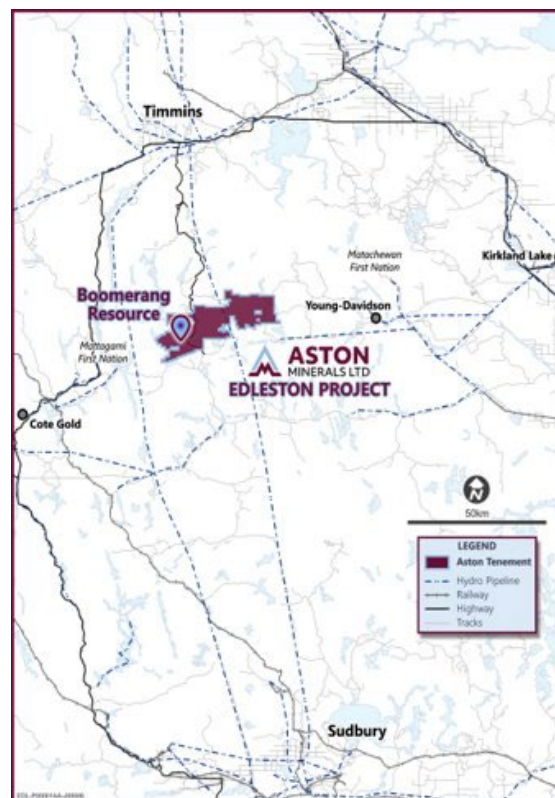 Timmins
Matachewan
First Nation
Kirkland Lake
Boomerang
Resource
Young-Davidson
Mattagami
First Nation
ASTON
MINERALS LTD
EDLESTON PROJECT
Cote Gold
N
50km
LEGEND
Aston Tenement
Hydro Pipeline
Railway
Highway
Tracks
Sudbury